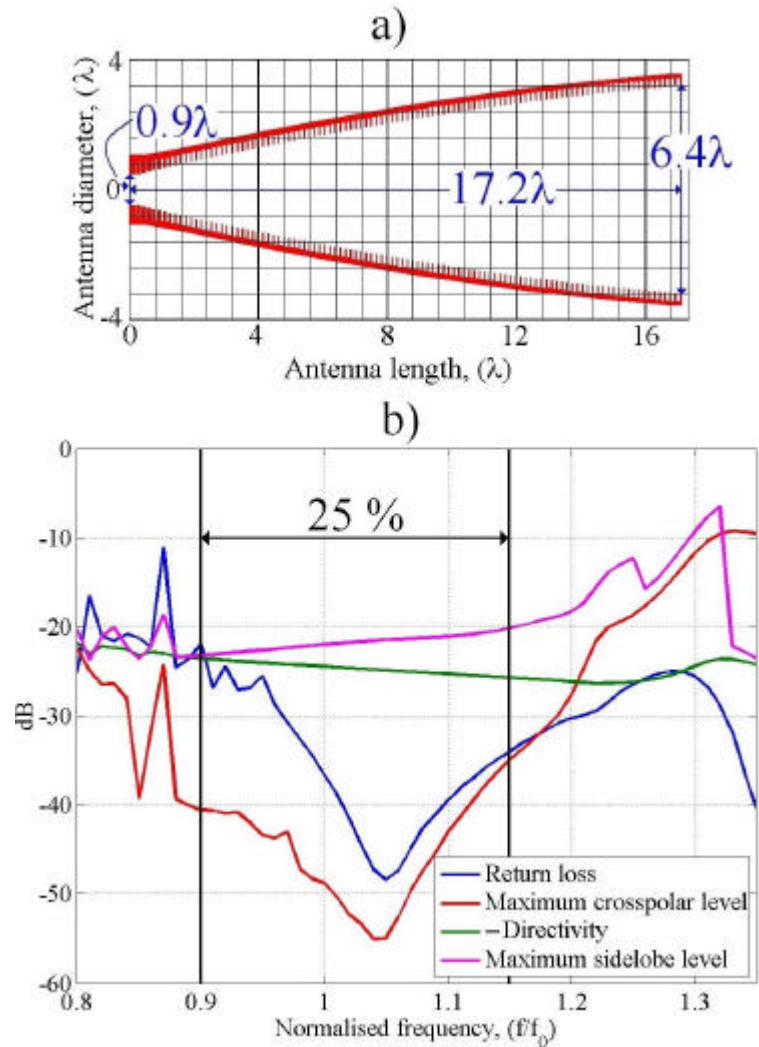 a)
Antenna diameter, (λ)
4
0
-4
0.9λ
17.2λ
6.4λ
0 4 8 12 16
Antenna length, (λ)
b)
dB
0
-10
-20
-30
-40
-50
-60
25 %
Return loss
Maximum crosspolar level
−Directivity
Maximum sidelobe level
0.8 0.9 1 1.1 1.2 1.3
Normalised frequency, (f/f0)